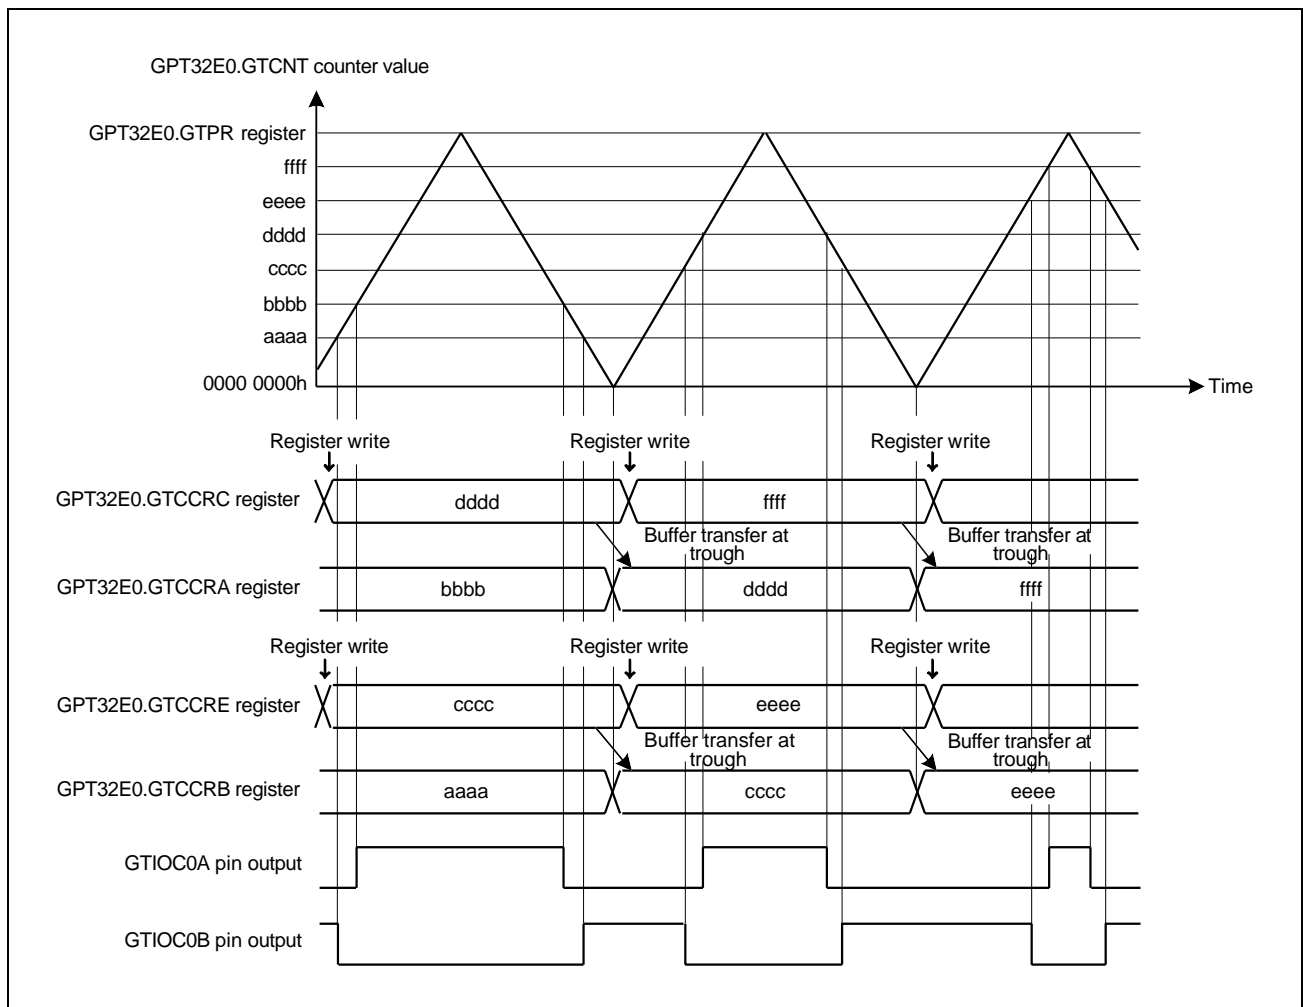 GPT32E0.GTCNT counter value
GPT32E0.GTPR register
ffff
eeee
dddd
cccc
bbbb
aaaa
0000 0000h
Time
Register write
Register write
Register write
GPT32E0.GTCCRC register
dddd
ffff
Buffer transfer at
trough
Buffer transfer at
trough
GPT32E0.GTCCRA register
bbbb
dddd
ffff
Register write
Register write
Register write
GPT32E0.GTCCRE register
cccc
eeee
Buffer transfer at
trough
Buffer transfer at
trough
GPT32E0.GTCCRB register
aaaa
cccc
eeee
GTIOC0A pin output
GTIOC0B pin output